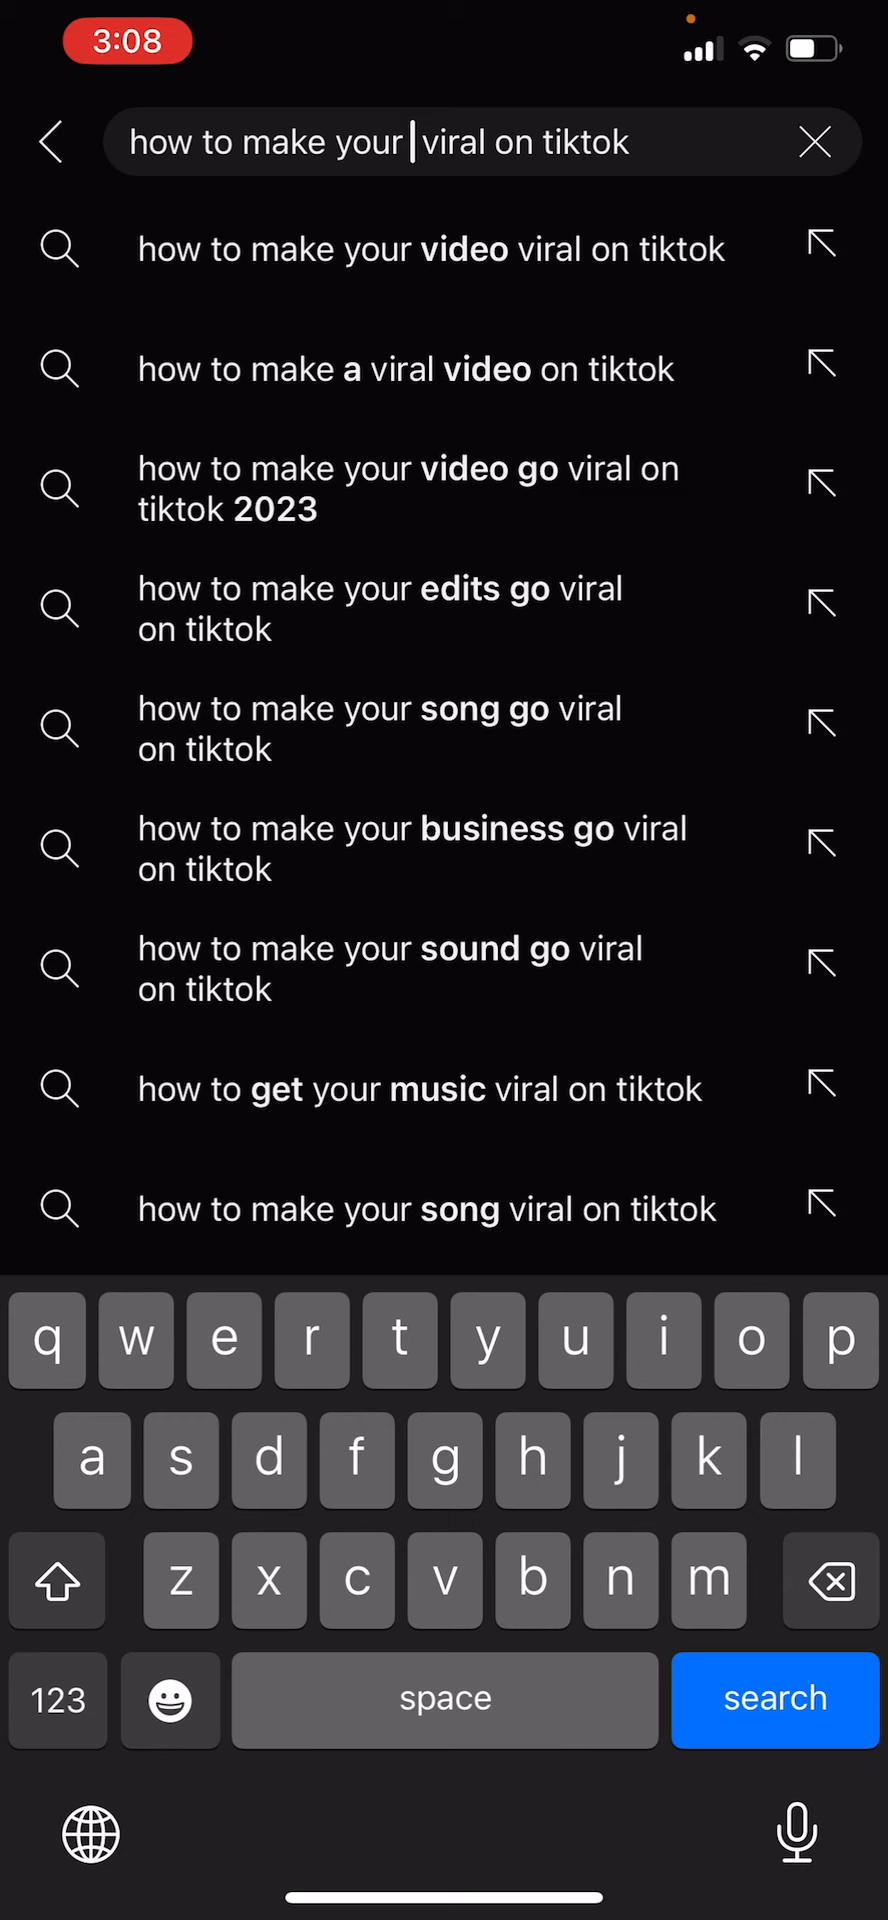 3:08
how to make your viral on tiktok
how to make your video viral on tiktok
how to make a viral video on tiktok
how to make your video go viral on
tiktok 2023
how to make your edits go viral
on tiktok
how to make your song go viral
on tiktok
how to make your business go viral
on tiktok
how to make your sound go viral
on tiktok
how to get your music viral on tiktok
how to make your song viral on tiktok
q w e r t y u i o p
a s d f g h j k l
z x c v b n m
123 space search